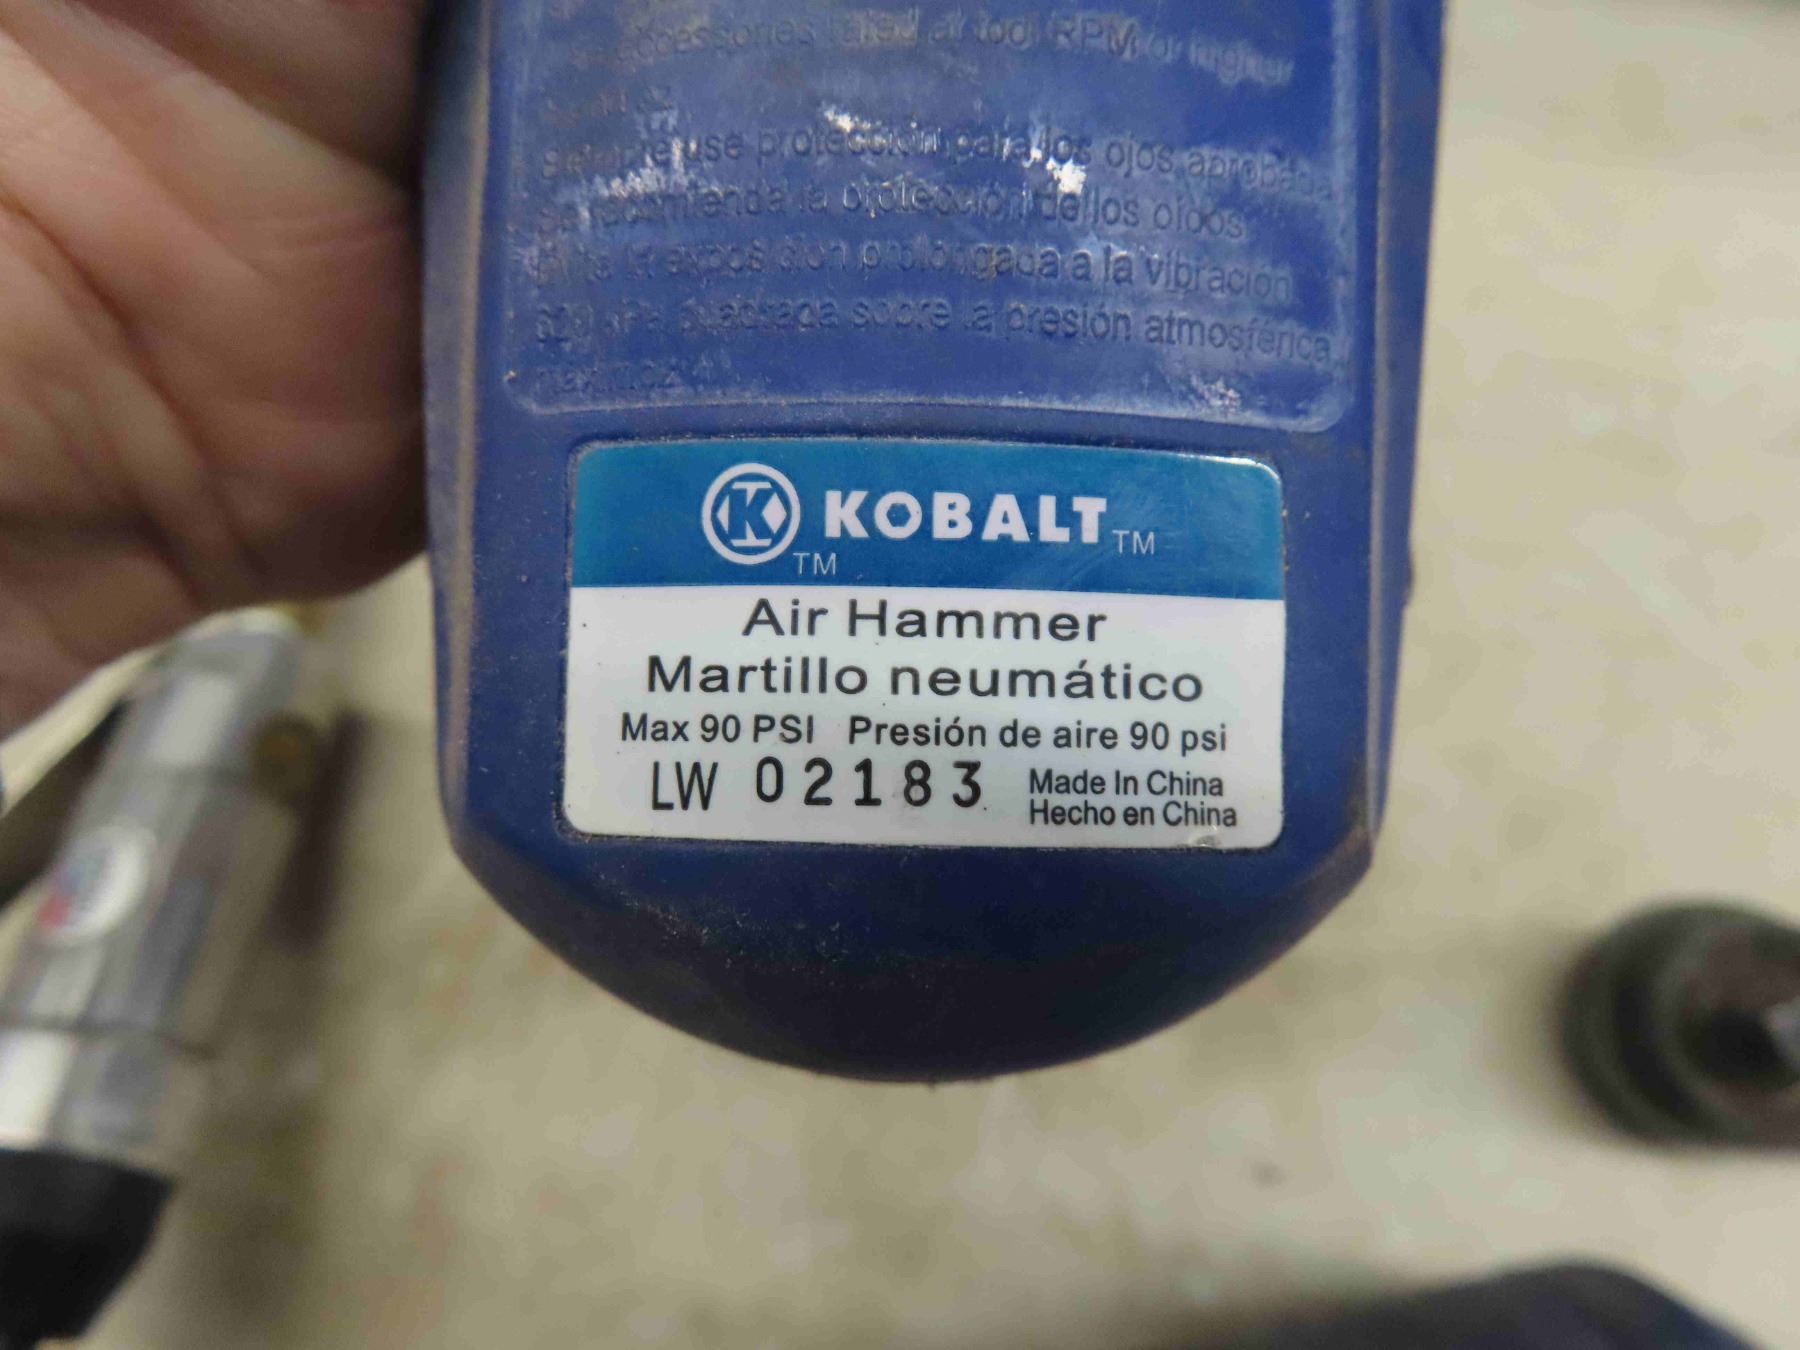 accessories rated at tool RPM or higher
Siempre use protección para los ojos aprobada
Se recomienda la protección de los oídos
Evite la exposición prolongada a la vibración
cuadrada sobre la presión atmosférica
K TM KOBALT TM
Air Hammer
Martillo neumático
Max 90 PSI Presión de aire 90 psi
LW 02183 Made In China
Hecho en China